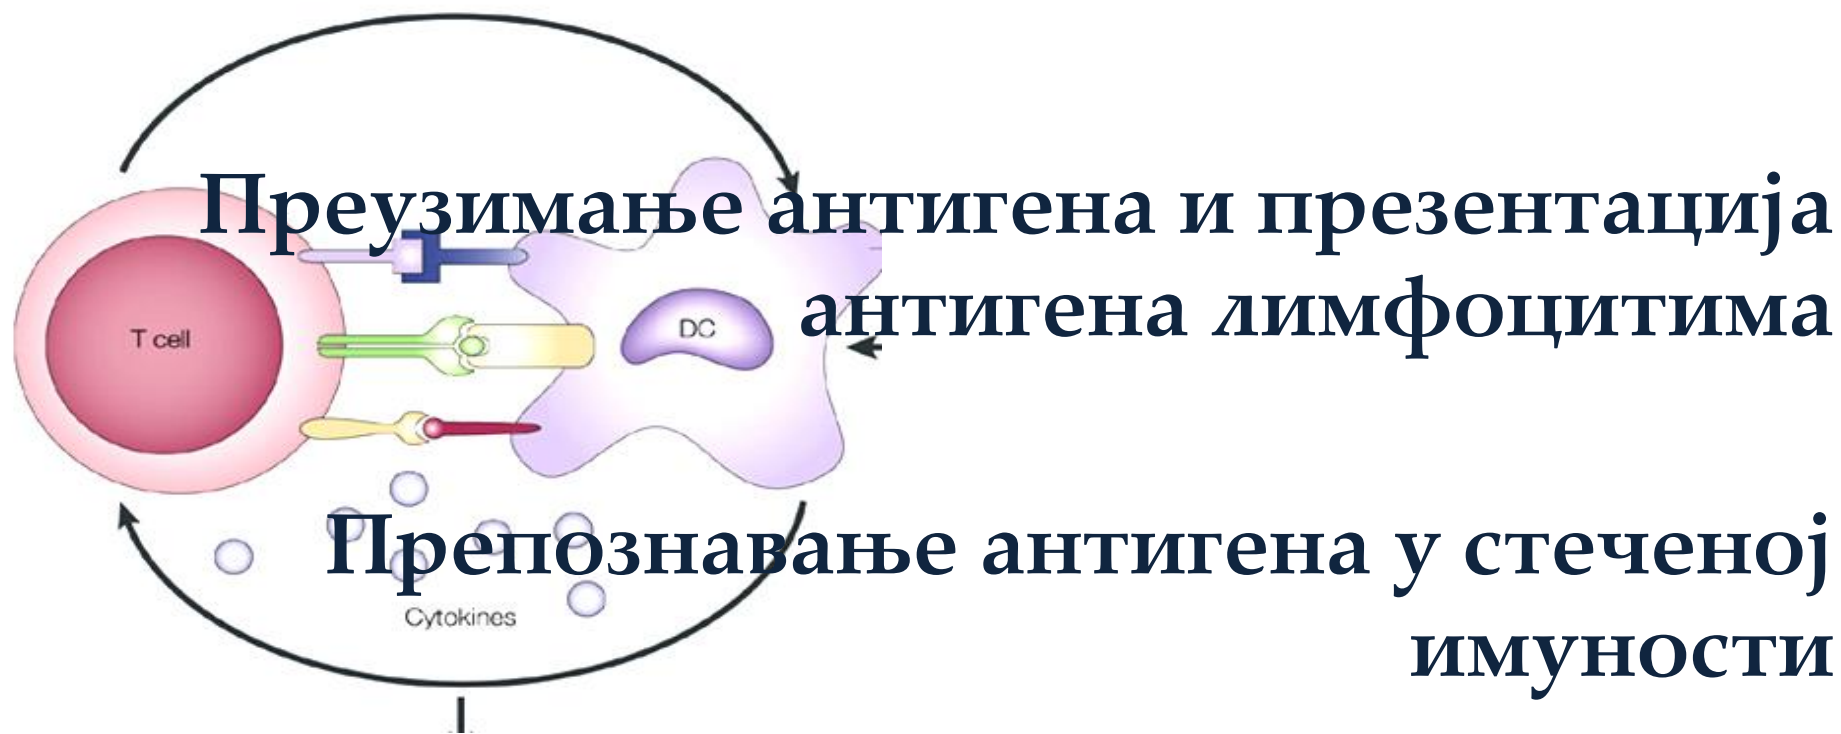 Преузимање антигена и презентација
антигена лимфоцитима
T cell
DC
Препознавање антигена у стеченој
имуности
Cytokines